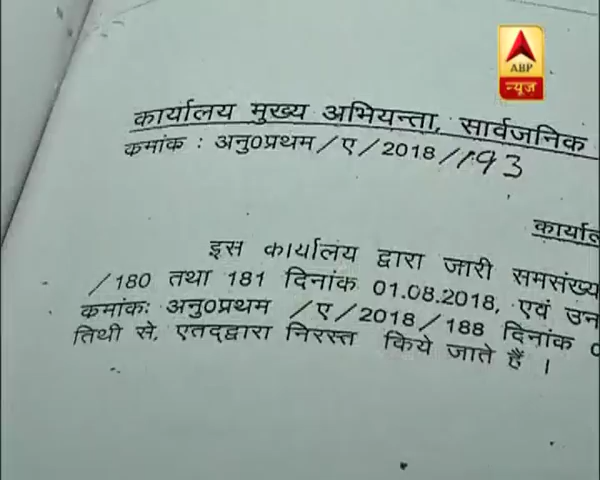 ABP
न्यूज़
कार्यालय मुख्य अभियन्ता, सार्वजनिक
कमांक : अनु0प्रथम/ए/2018//193
इस कार्यालय द्वारा जारी समसंख्य
/180 तथा 181 दिनांक 01.08.2018, एवं उन
कमांकः अनु0प्रथम /ए/2018/188 दिनांक
तिथी से, एतद्द्वारा निरस्त किये जाते हैं ।